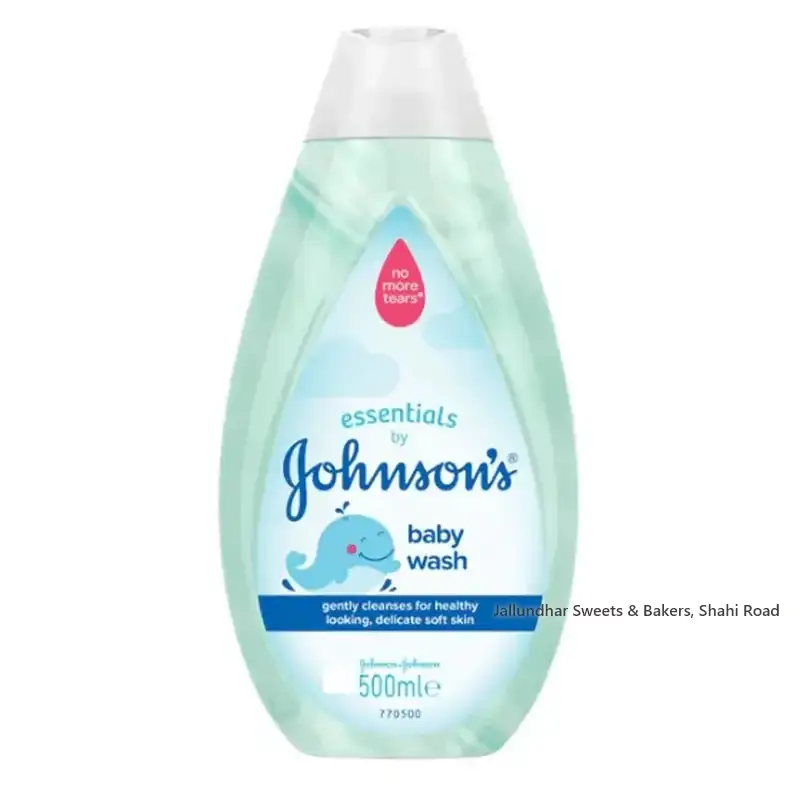 no
more
tears®
essentials
by
Johnson's®
baby
wash
gently cleanses for healthy
looking, delicate soft skin
Jallundhar Sweets & Bakers, Shahi Road
Johnson & Johnson
500ml℮
770500